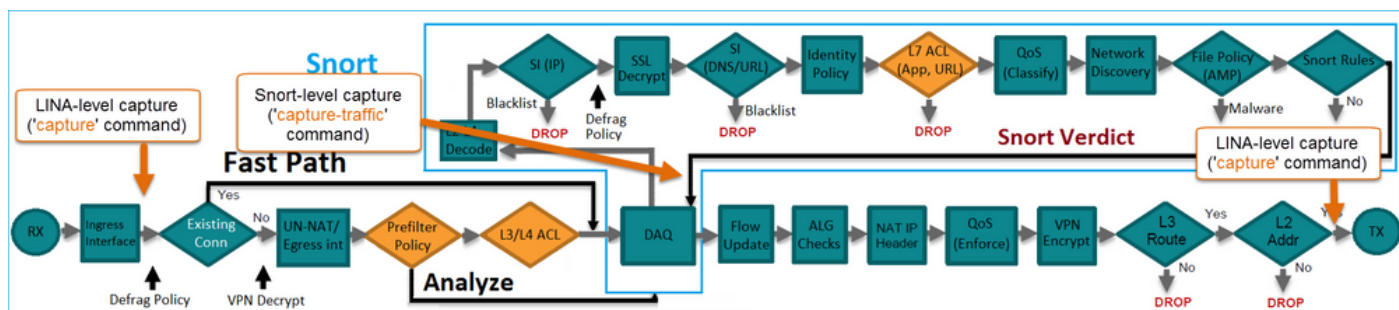 Snort
SI (IP)
SSL
Decrypt
SI
(DNS/URL)
Identity
Policy
L7 ACL
(App, URL)
QoS
(Classify)
Network
Discovery
File Policy
(AMP)
Snort Rules
LINA-level capture
('capture' command)
Snort-level capture
('capture-traffic'
command)
Blacklist
DROP
Defrag
Policy
Blacklist
DROP
DROP
Malware
No
Decode
Snort Verdict
LINA-level capture
('capture' command)
Fast Path
Yes
RX
Ingress
Interface
Existing
Conn
No
UN-NAT/
Egress int
Prefilter
Policy
L3/L4 ACL
DAQ
Flow
Update
ALG
Checks
NAT IP
Header
QoS
(Enforce)
VPN
Encrypt
L3
Route
Yes
L2
Addr
TX
Defrag Policy
VPN Decrypt
Analyze
No
DROP
No
DROP